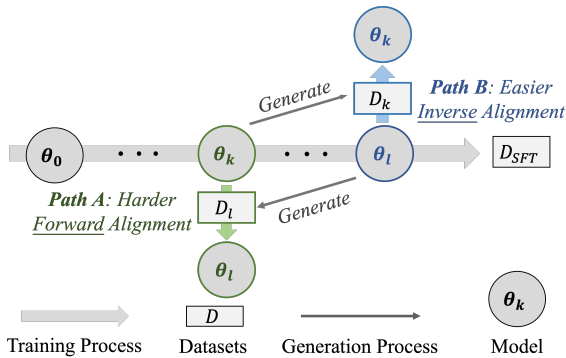 θk
Generate
Dk
Path B: Easier
Inverse Alignment
θ0
• • •
θk
• • •
θl
DSFT
Path A: Harder
Forward Alignment
Dl
Generate
θl
D
θk
Training Process
Datasets
Generation Process
Model